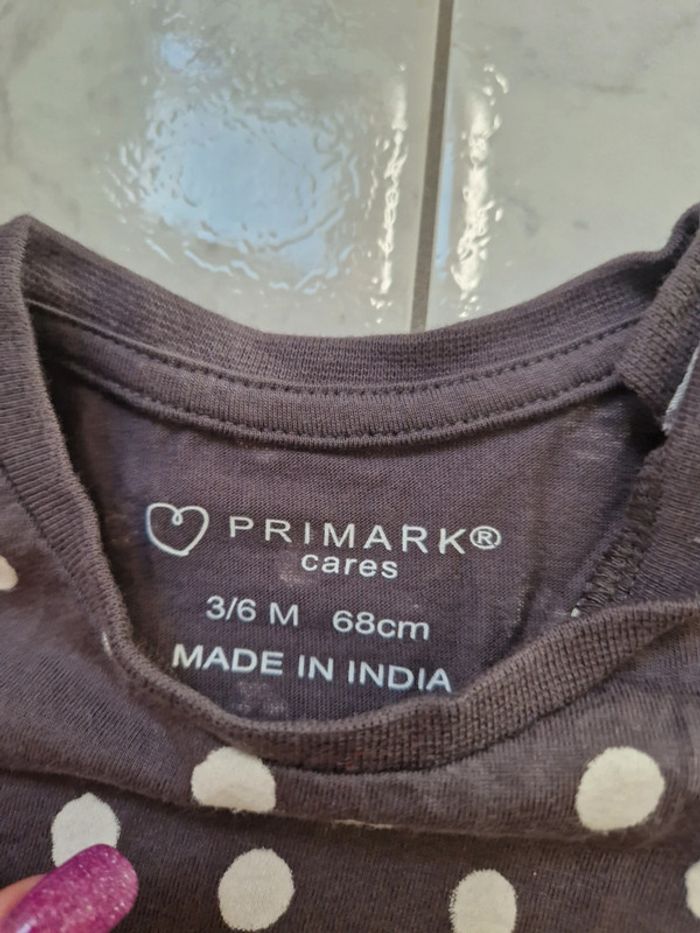 PRIMARK®
cares
3/6 M 68cm
MADE IN INDIA